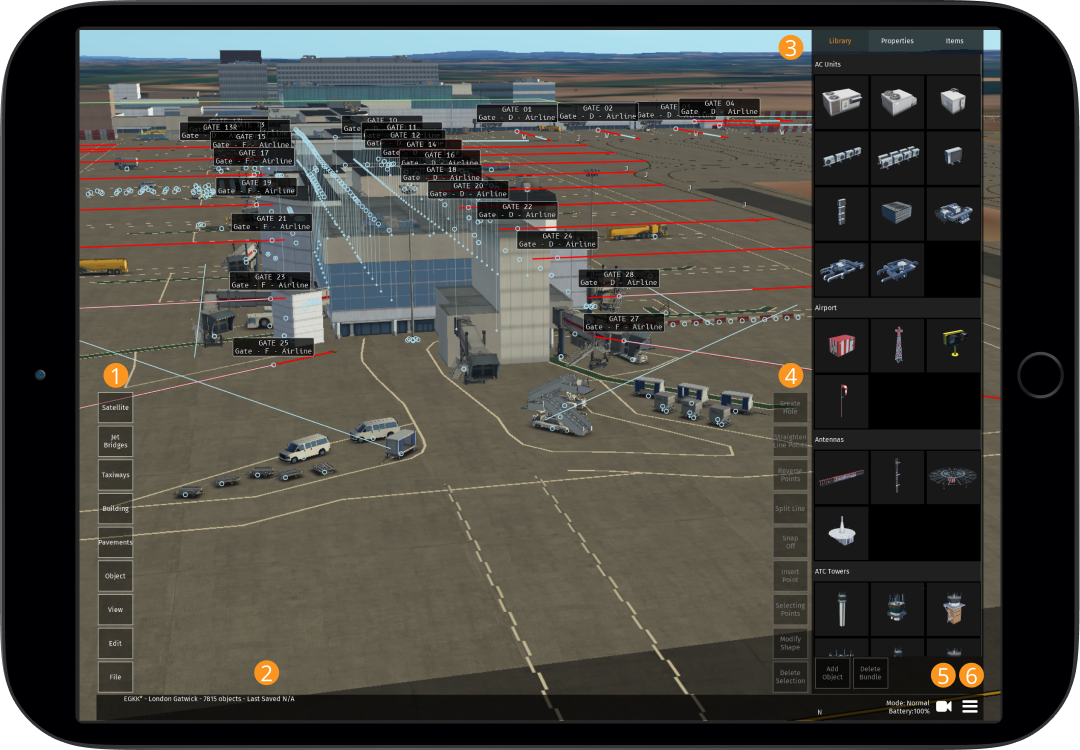 3
Library
Properties
Items
AC Units
GATE 01
Gate - D - Airline
GATE 02
Gate - D - Airline
GATE 04
Gate - D - Airline
GATE 10
GATE 11
GATE 12
GATE 13R
GATE 14
GATE 15
Gate - F - Airline
GATE 16
Gate - D - Airline
GATE 17
Gate - F - Airline
GATE 18
Gate - D - Airline
GATE 19
Gate - F - Airline
GATE 20
Gate - D - Airline
GATE 21
Gate - F - Airline
GATE 22
Gate - D - Airline
GATE 24
Gate - D - Airline
GATE 23
Gate - F - Airline
GATE 28
Gate - D - Airline
GATE 27
Gate - F - Airline
GATE 25
Gate - F - Airline
Airport
Antennas
ATC Towers
1
Satellite
Jet
Bridges
Taxiways
Building
Pavements
Object
View
Edit
File
4
Create
Hole
Straighten
Line Points
Reverse
Points
Split Line
Snap
Off
Insert
Point
Selecting
Points
Modify
Shape
Delete
Selection
Add
Object
Delete
Bundle
2
5
6
EGKK* - London Gatwick - 7815 objects - Last Saved N/A
N
Mode: Normal
Battery:100%